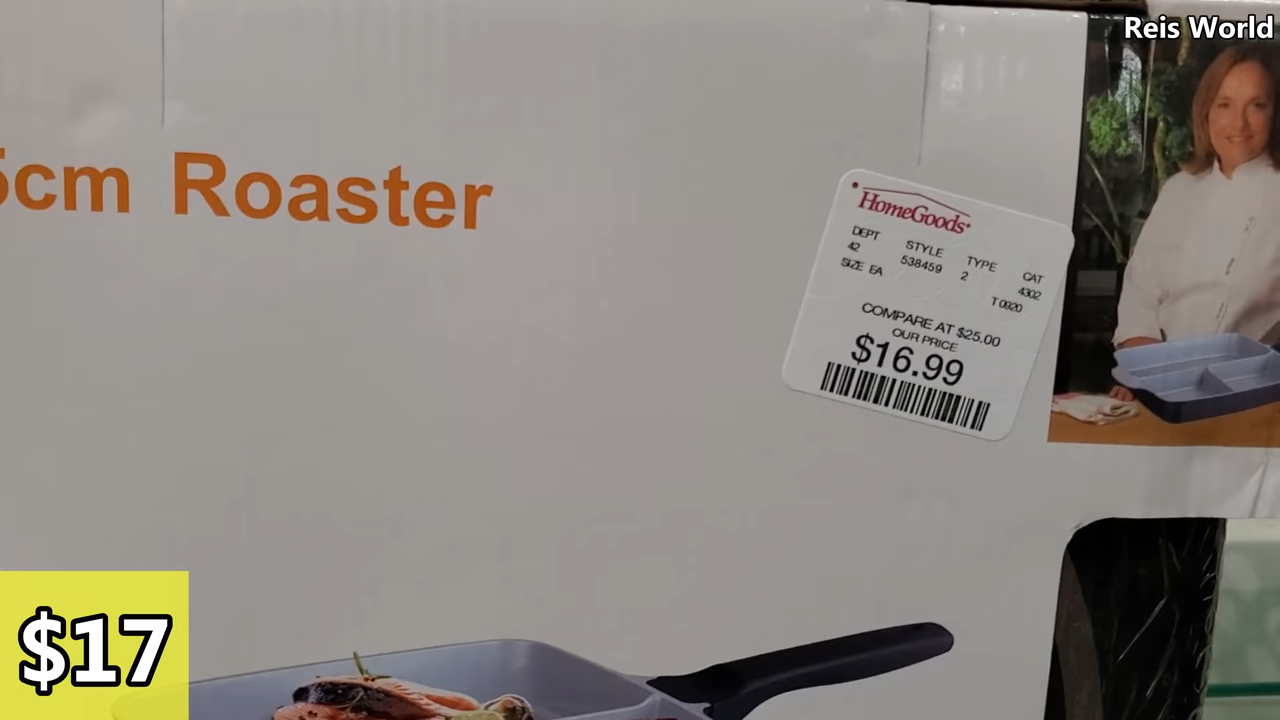 Reis World
5cm Roaster
HomeGoods
DEPT STYLE TYPE CAT
42 538459 2 4302
SIZE EA T 0920
COMPARE AT $25.00
OUR PRICE
$16.99
$17